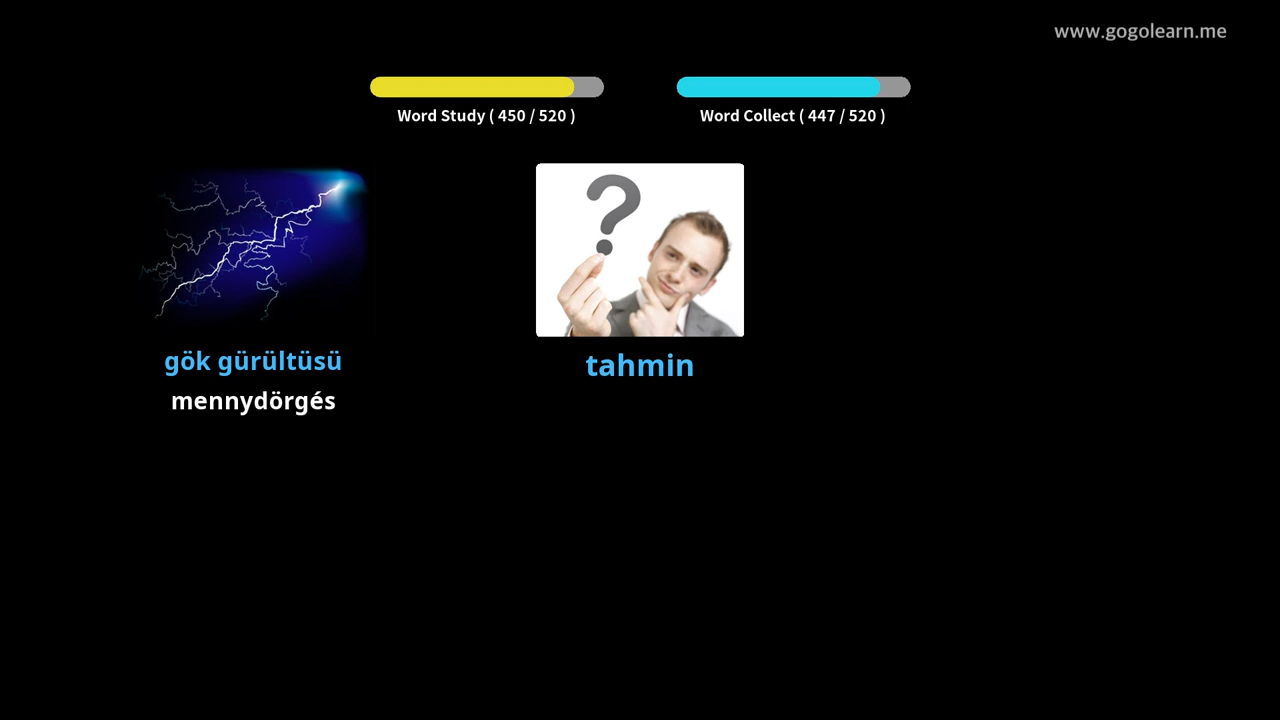 www.gogolearn.me
Word Study ( 450 / 520 )
Word Collect ( 447 / 520 )
gök gürültüsü
mennydörgés
tahmin